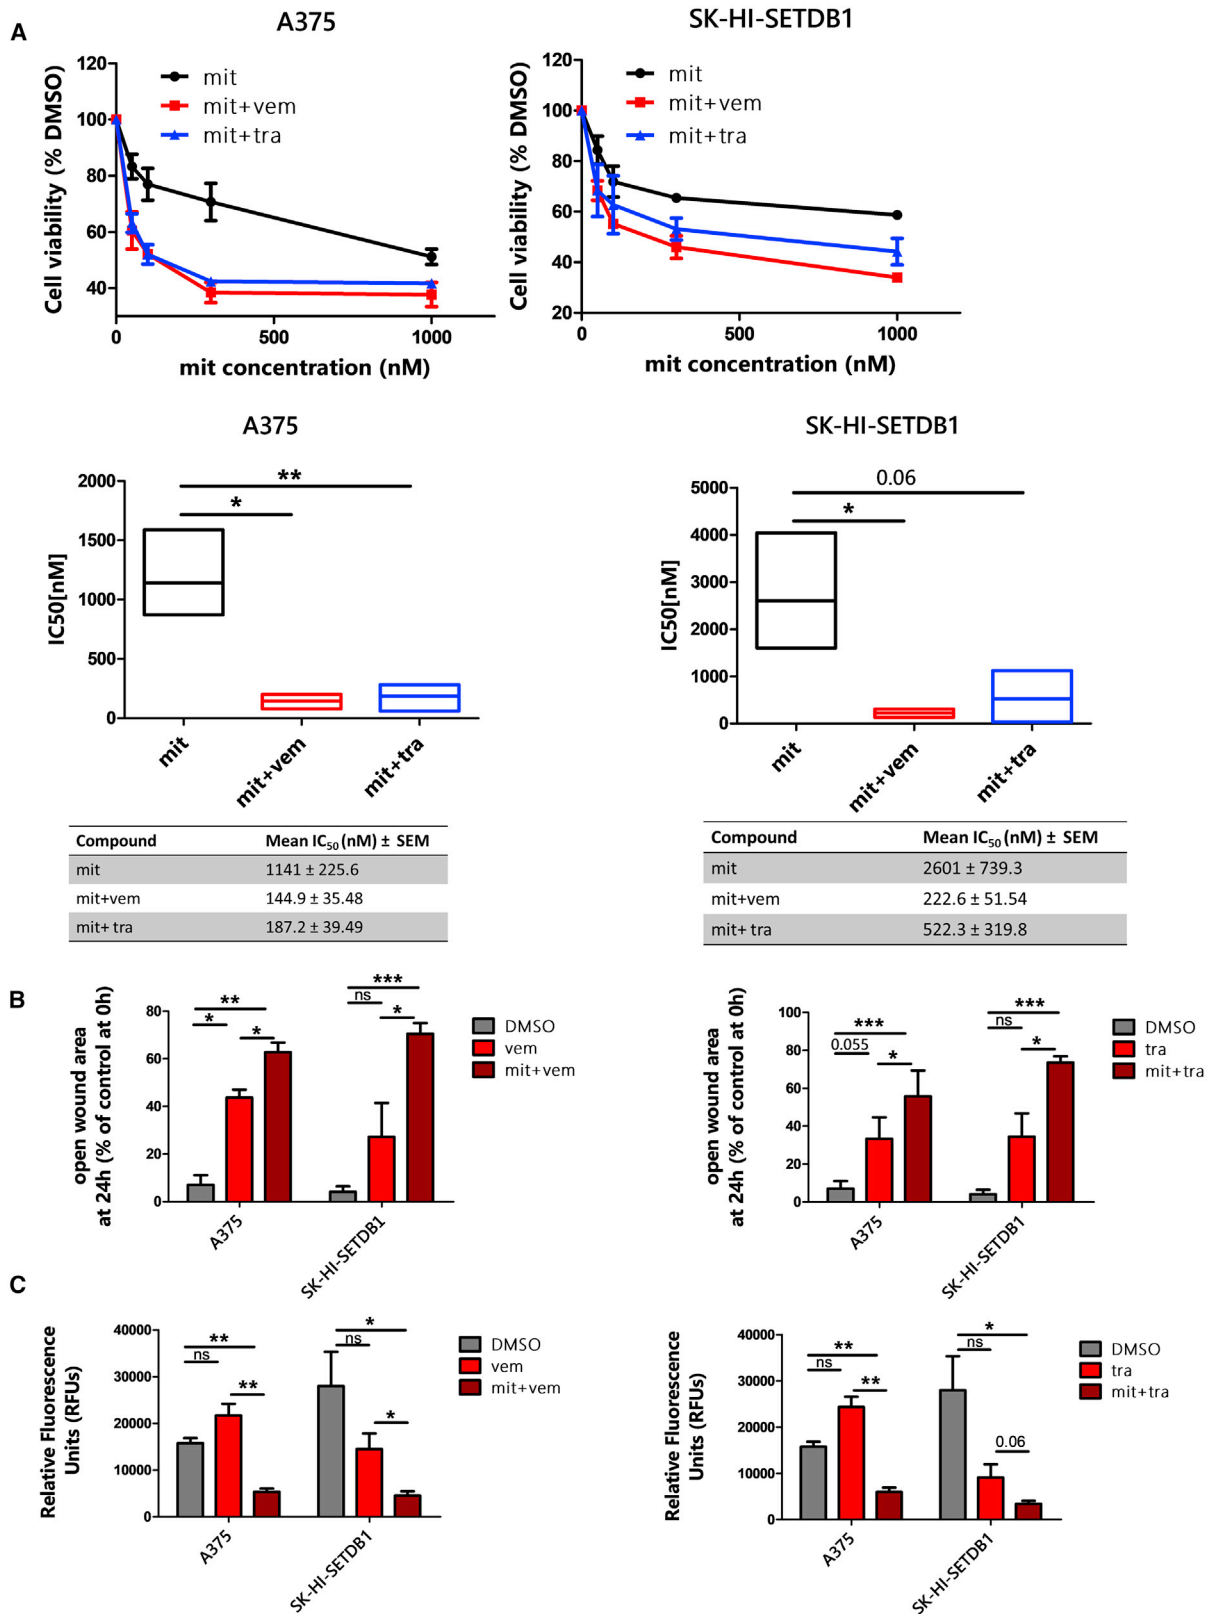 A
A375
Cell viability (% DMSO)
120
100
80
60
40
mit
mit+vem
mit+tra
0
500
1000
mit concentration (nM)
SK-HI-SETDB1
Cell viability (% DMSO)
120
100
80
60
40
20
mit
mit+vem
mit+tra
0
500
1000
mit concentration (nM)
A375
IC50[nM]
2000
1500
1000
500
0
**
*
mit
mit+vem
mit+tra
SK-HI-SETDB1
IC50[nM]
5000
4000
3000
2000
1000
0
0.06
*
mit
mit+vem
mit+tra
Compound Mean IC50 (nM) ± SEM
mit 1141 ± 225.6
mit+vem 144.9 ± 35.48
mit+ tra 187.2 ± 39.49
Compound Mean IC50 (nM) ± SEM
mit 2601 ± 739.3
mit+vem 222.6 ± 51.54
mit+ tra 522.3 ± 319.8
B
open wound area
at 24h (% of control at 0h)
80
60
40
20
0
**
*
*
***
ns
*
A375
SK-HI-SETDB1
DMSO
vem
mit+vem
open wound area
at 24h (% of control at 0h)
100
80
60
40
20
0
***
0.055
*
***
ns
*
A375
SK-HI-SETDB1
DMSO
tra
mit+tra
C
Relative Fluorescence
Units (RFUs)
40000
30000
20000
10000
0
**
ns
**
*
ns
*
A375
SK-HI-SETDB1
DMSO
vem
mit+vem
Relative Fluorescence
Units (RFUs)
40000
30000
20000
10000
0
**
ns
**
*
ns
0.06
A375
SK-HI-SETDB1
DMSO
tra
mit+tra